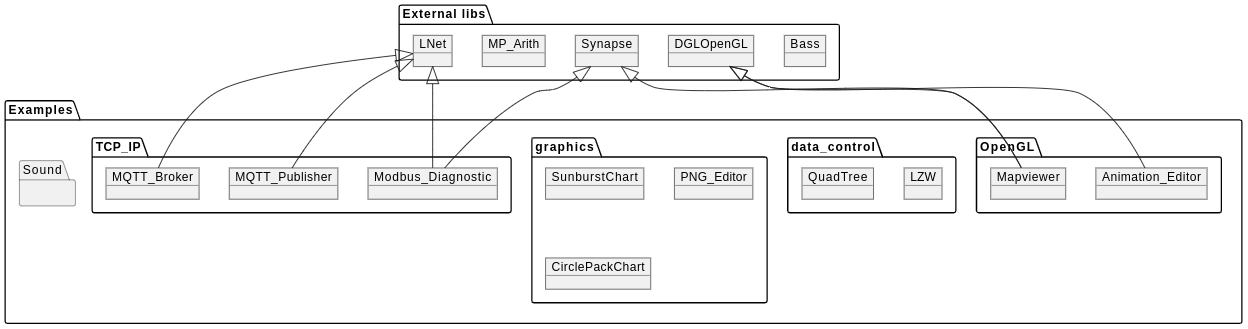 External libs
LNet
MP_Arith
Synapse
DGLOpenGL
Bass
Examples
TCP_IP
graphics
data_control
OpenGL
Sound
MQTT_Broker
MQTT_Publisher
Modbus_Diagnostic
SunburstChart
PNG_Editor
QuadTree
LZW
Mapviewer
Animation_Editor
CirclePackChart